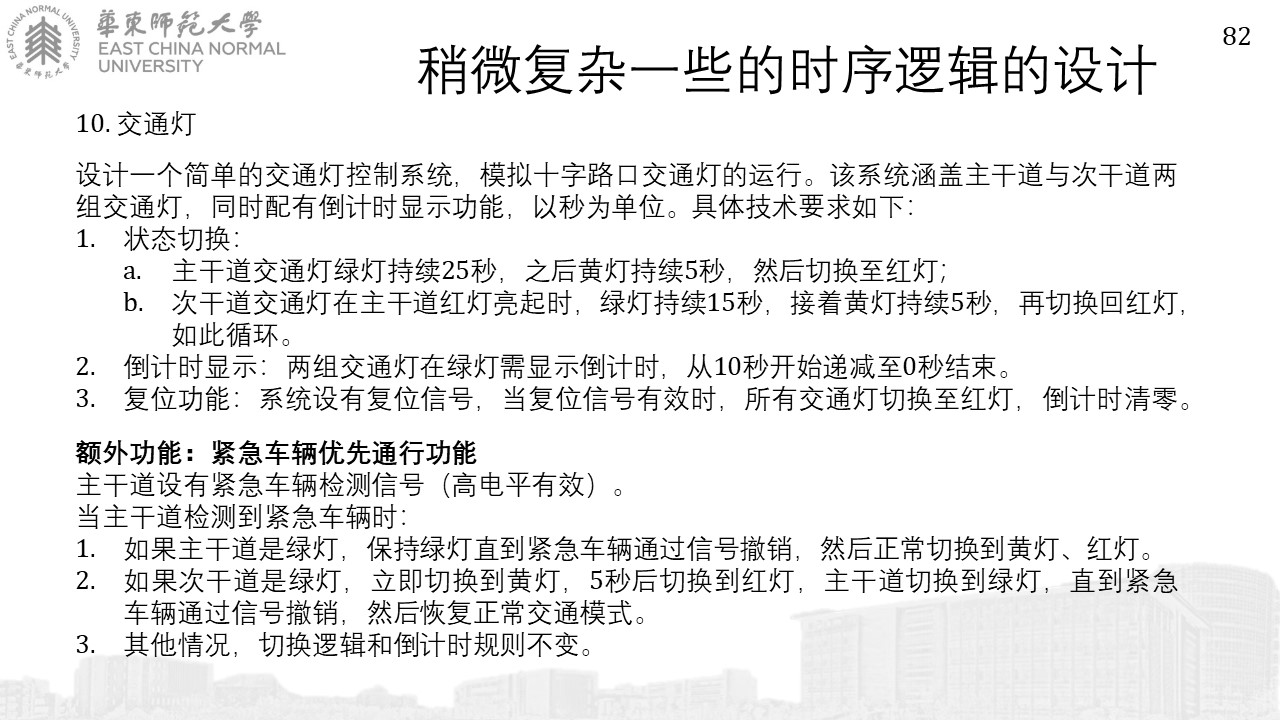 華東師範大學
EAST CHINA NORMAL
UNIVERSITY
EAST CHINA NORMAL UNIVERSITY
華東師範大學
82
稍微复杂一些的时序逻辑的设计
10. 交通灯
设计一个简单的交通灯控制系统，模拟十字路口交通灯的运行。该系统涵盖主干道与次干道两
组交通灯，同时配有倒计时显示功能，以秒为单位。具体技术要求如下：
1. 状态切换：
a. 主干道交通灯绿灯持续25秒，之后黄灯持续5秒，然后切换至红灯；
b. 次干道交通灯在主干道红灯亮起时，绿灯持续15秒，接着黄灯持续5秒，再切换回红灯，
如此循环。
2. 倒计时显示：两组交通灯在绿灯需显示倒计时，从10秒开始递减至0秒结束。
3. 复位功能：系统设有复位信号，当复位信号有效时，所有交通灯切换至红灯，倒计时清零。
额外功能：紧急车辆优先通行功能
主干道设有紧急车辆检测信号（高电平有效）。
当主干道检测到紧急车辆时：
1. 如果主干道是绿灯，保持绿灯直到紧急车辆通过信号撤销，然后正常切换到黄灯、红灯。
2. 如果次干道是绿灯，立即切换到黄灯，5秒后切换到红灯，主干道切换到绿灯，直到紧急
车辆通过信号撤销，然后恢复正常交通模式。
3. 其他情况，切换逻辑和倒计时规则不变。